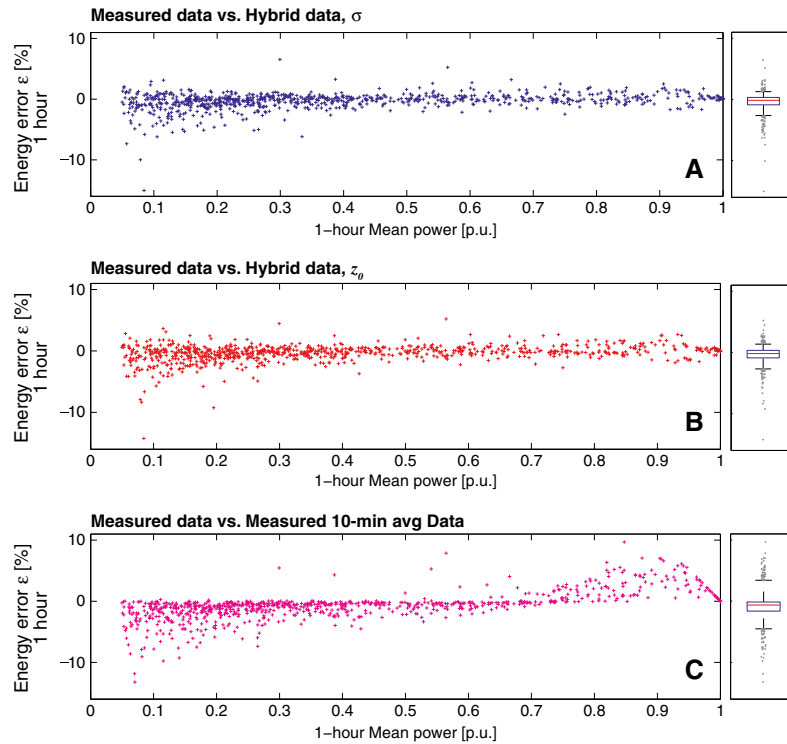 Measured data vs. Hybrid data, σ
Energy error ε [%]
1 hour
10
0
−10
A
0 0.1 0.2 0.3 0.4 0.5 0.6 0.7 0.8 0.9 1
1−hour Mean power [p.u.]
Measured data vs. Hybrid data, z0
Energy error ε [%]
1 hour
10
0
−10
B
0 0.1 0.2 0.3 0.4 0.5 0.6 0.7 0.8 0.9 1
1−hour Mean power [p.u.]
Measured data vs. Measured 10-min avg Data
Energy error ε [%]
1 hour
10
0
−10
C
0 0.1 0.2 0.3 0.4 0.5 0.6 0.7 0.8 0.9 1
1−hour Mean power [p.u.]